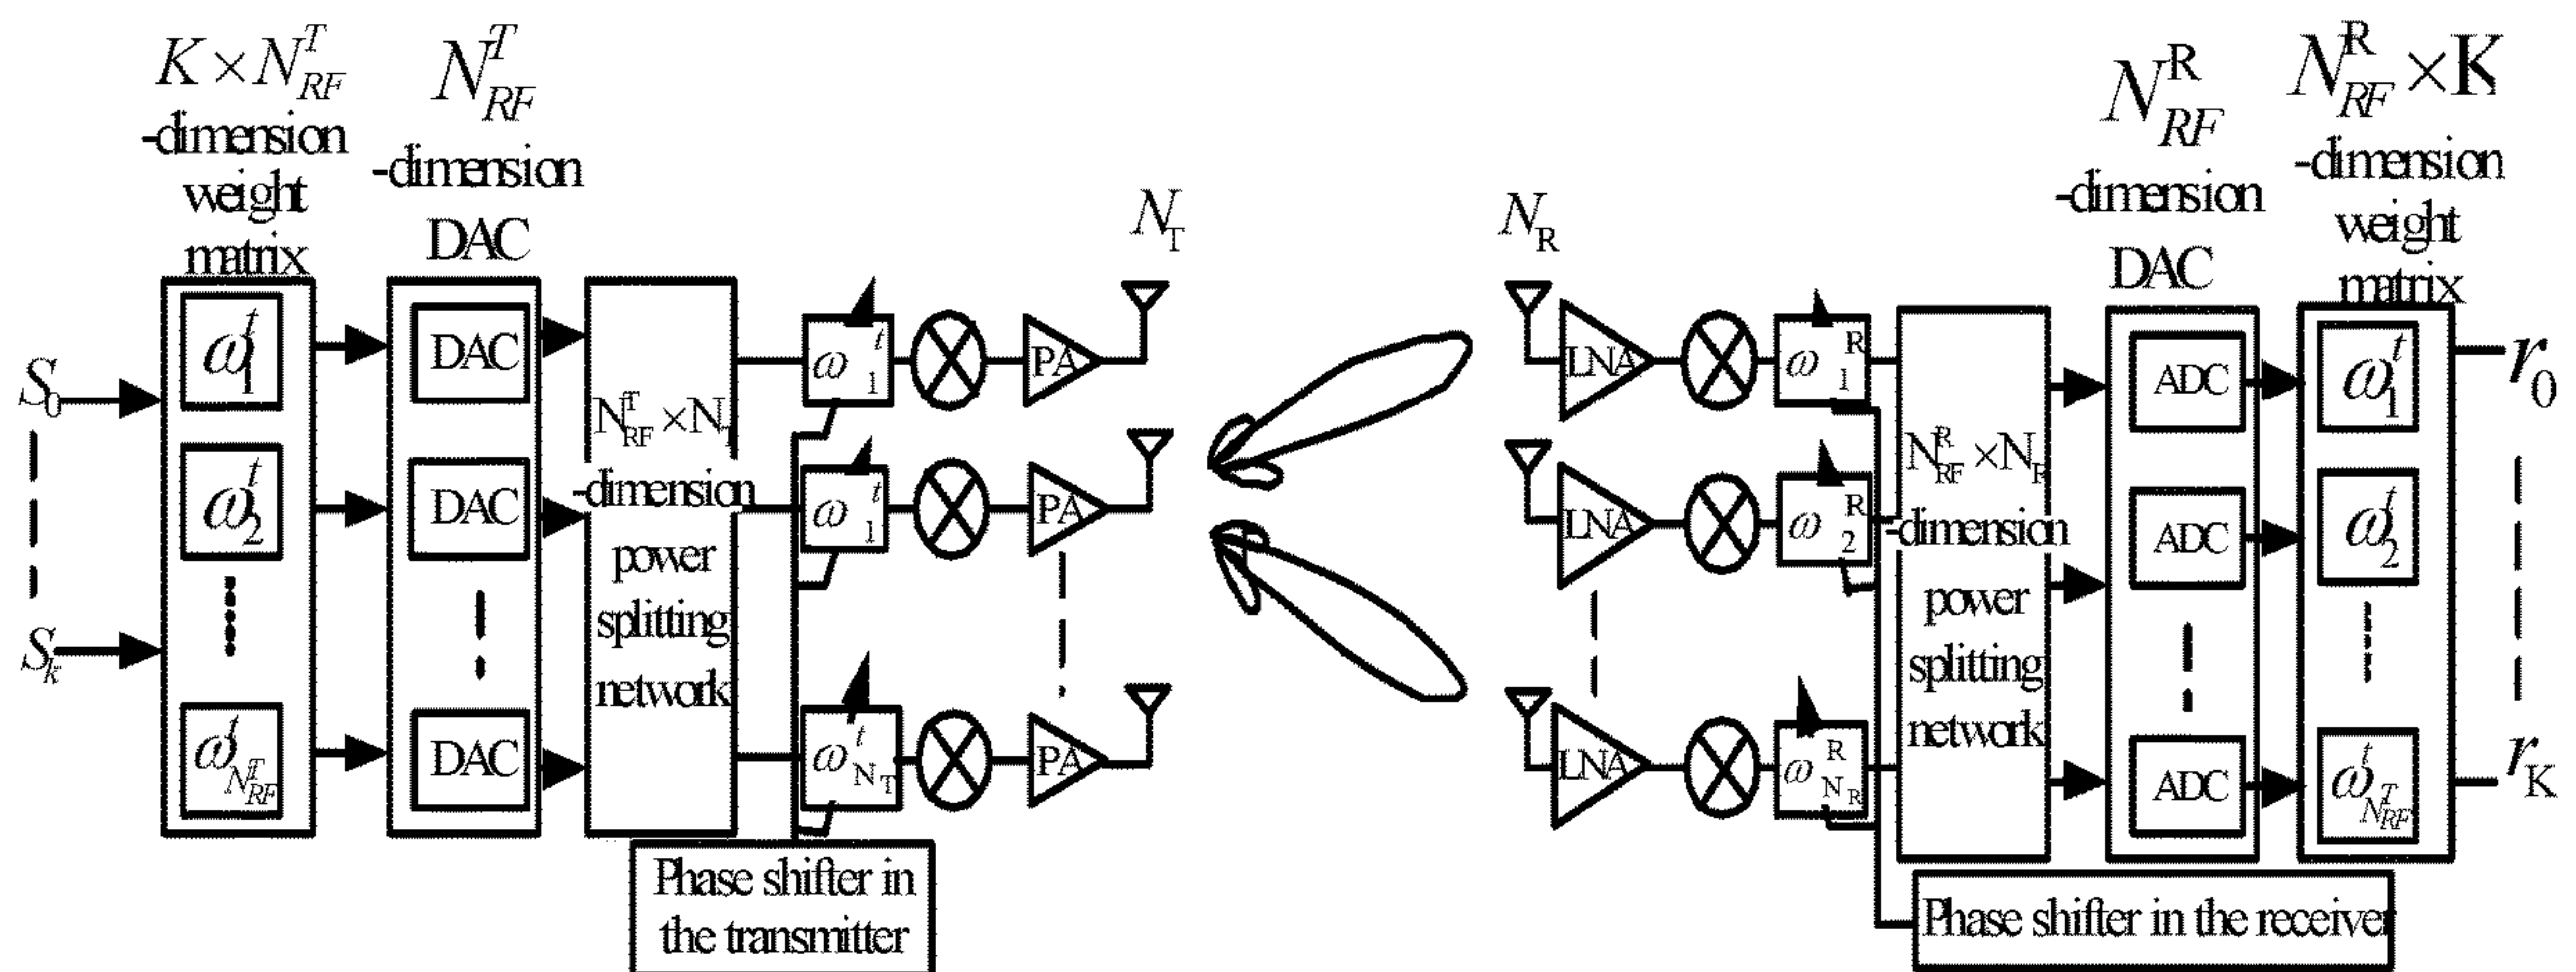 K × N_RF^T
-dimension
weight
matrix
N_RF^T
-dimension
DAC
N_T
N_R
N_RF^R
-dimension
DAC
N_RF^R × K
-dimension
weight
matrix
S_0
S_k
ω_1^t
ω_2^t
ω_{N_RF^T}^t
DAC
DAC
DAC
N_RF^T × N_T
-dimension
power
splitting
network
ω_1^t
ω_1^t
ω_{N_T}^t
PA
PA
PA
Phase shifter in
the transmitter
LNA
LNA
LNA
ω_1^R
ω_2^R
ω_{N_R}^R
N_RF^R × N_R
-dimension
power
splitting
network
Phase shifter in the receiver
ADC
ADC
ADC
ω_1^t
ω_2^t
ω_{N_RF^T}^t
r_0
r_K